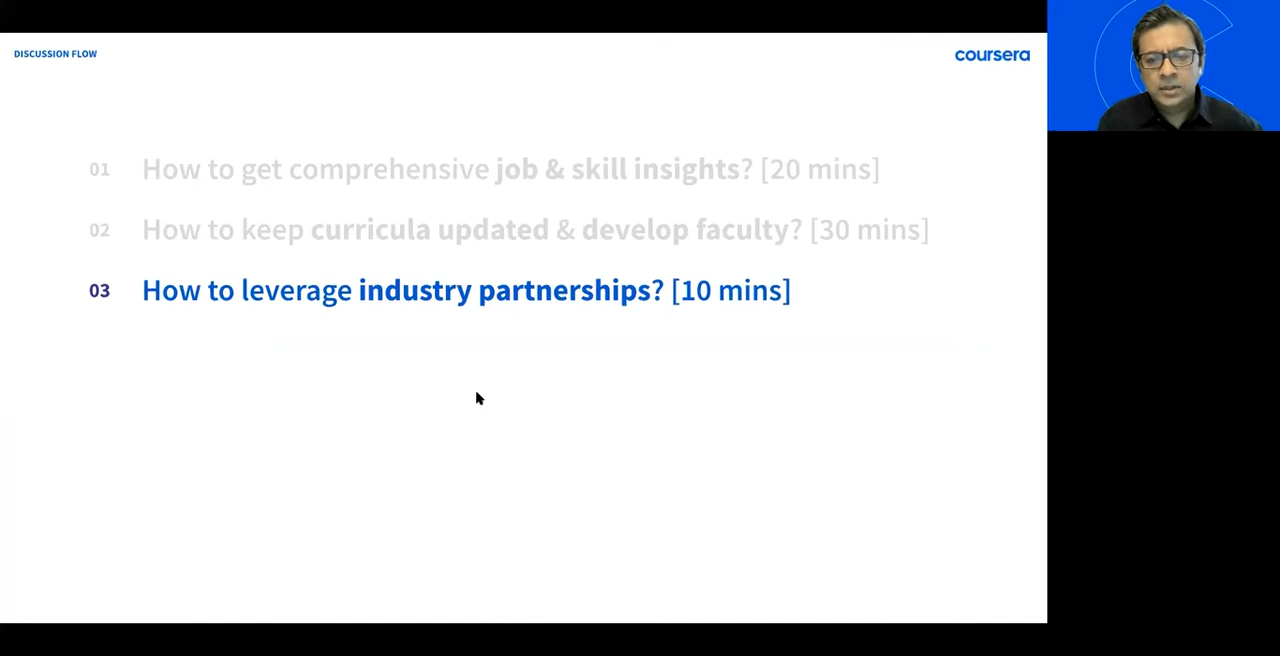 DISCUSSION FLOW
coursera
01 How to get comprehensive job & skill insights? [20 mins]
02 How to keep curricula updated & develop faculty? [30 mins]
03 How to leverage industry partnerships? [10 mins]